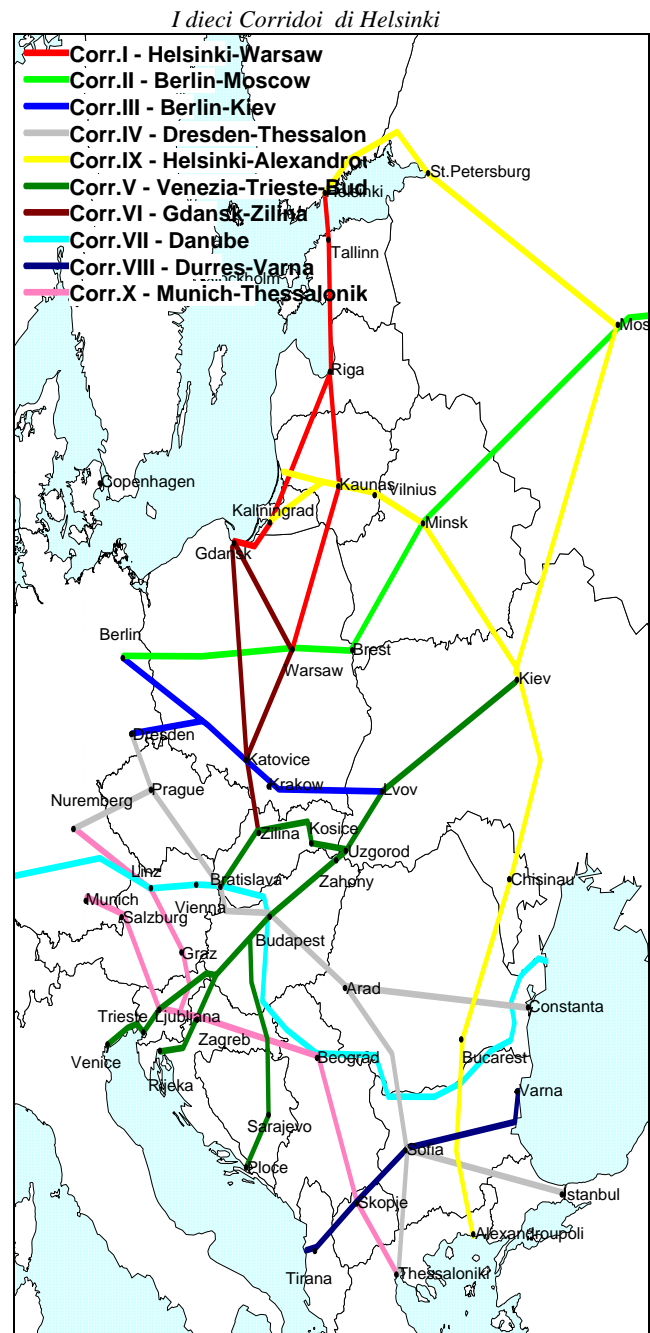 I dieci Corridoi di Helsinki
Corr.I - Helsinki-Warsaw
Corr.II - Berlin-Moscow
Corr.III - Berlin-Kiev
Corr.IV - Dresden-Thessalon
Corr.IX - Helsinki-Alexandrou
Corr.V - Venezia-Trieste-Bud
Corr.VI - Gdansk-Zilina
Corr.VII - Danube
Corr.VIII - Durres-Varna
Corr.X - Munich-Thessalonik
St.Petersburg
Helsinki
Tallinn
Mos
Riga
Copenhagen
Kaunas
Vilnius
Kaliningrad
Minsk
Gdansk
Berlin
Brest
Warsaw
Kiev
Dresden
Katovice
Prague
Krakow
Lvov
Nuremberg
Zilina
Kosice
Uzgorod
Zahony
Linz
Bratislava
Chisinau
Munich
Vienna
Salzburg
Budapest
Graz
Arad
Trieste
Ljubljana
Constanta
Zagreb
Venice
Beograd
Bucarest
Rijeka
Varna
Sarajevo
Sofia
Ploce
Istanbul
Skopje
Alexandroupoli
Tirana
Thessaloniki